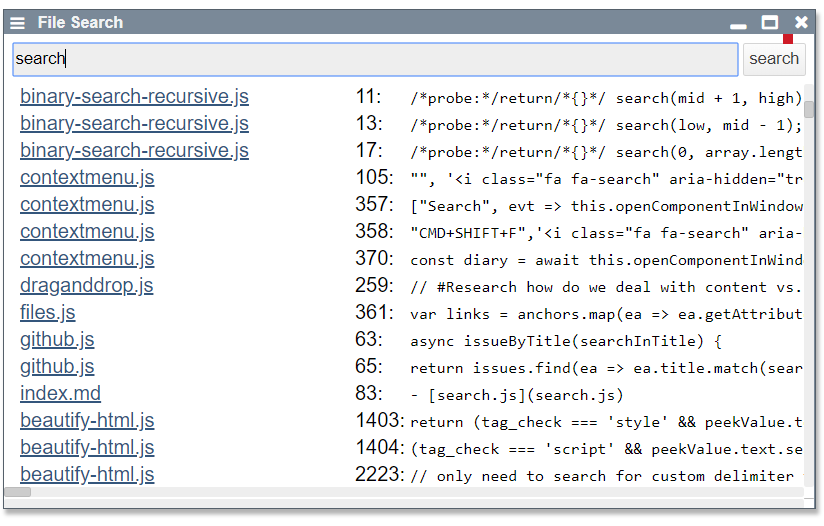 File Search
search search
binary-search-recursive.js 11: /*probe:*/return/*{}*/ search(mid + 1, high)
binary-search-recursive.js 13: /*probe:*/return/*{}*/ search(low, mid - 1);
binary-search-recursive.js 17: /*probe:*/return/*{}*/ search(0, array.lengt
contextmenu.js 105: "", '<i class="fa fa-search" aria-hidden="tr
contextmenu.js 357: ["Search", evt => this.openComponentInWindow
contextmenu.js 358: "CMD+SHIFT+F",'<i class="fa fa-search" aria-
contextmenu.js 370: const diary = await this.openComponentInWind
draganddrop.js 259: // #Research how do we deal with content vs.
files.js 361: var links = anchors.map(ea => ea.getAttribut
github.js 63: async issueByTitle(searchInTitle) {
github.js 65: return issues.find(ea => ea.title.match(sear
index.md 83: - [search.js](search.js)
beautify-html.js 1403: return (tag_check === 'style' && peekValue.t
beautify-html.js 1404: (tag_check === 'script' && peekValue.text.se
beautify-html.js 2223: // only need to search for custom delimiter